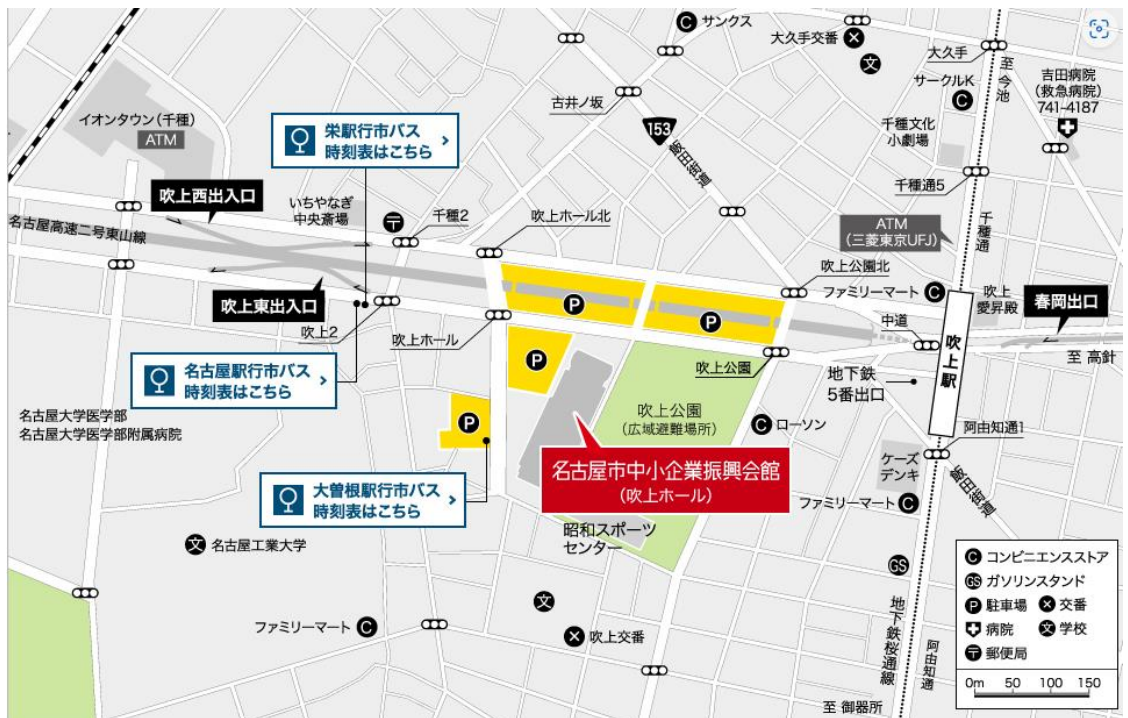 サンクス
大久手交番
文
大久手
至 今池
吉田病院
(救急病院)
741-4187
サークルK
千種文化
小劇場
古井ノ坂
153
飯田街道
イオンタウン(千種)
ATM
栄駅行市バス
時刻表はこちら
吹上西出入口
いちやなぎ
中央斎場
千種2
吹上ホール北
千種通5
千種通
ATM
(三菱東京UFJ)
名古屋高速二号東山線
吹上公園北
ファミリーマート
吹上
愛昇殿
春岡出口
吹上東出入口
P
P
吹上2
吹上ホール
中道
吹上駅
至 高針
P
吹上公園
地下鉄
5番出口
名古屋駅行市バス
時刻表はこちら
名古屋大学医学部
名古屋大学医学部附属病院
P
吹上公園
(広域避難場所)
ローソン
阿由知通1
名古屋市中小企業振興会館
(吹上ホール)
ケーズ
デンキ
飯田街道
大曽根駅行市バス
時刻表はこちら
ファミリーマート
昭和スポーツ
センター
文 名古屋工業大学
GS
地下鉄桜通線
文
ファミリーマート
吹上交番
阿由知通
至 御器所
C コンビニエンスストア
GS ガソリンスタンド
P 駐車場
交番
病院
文 学校
〒 郵便局
0m 50 100 150